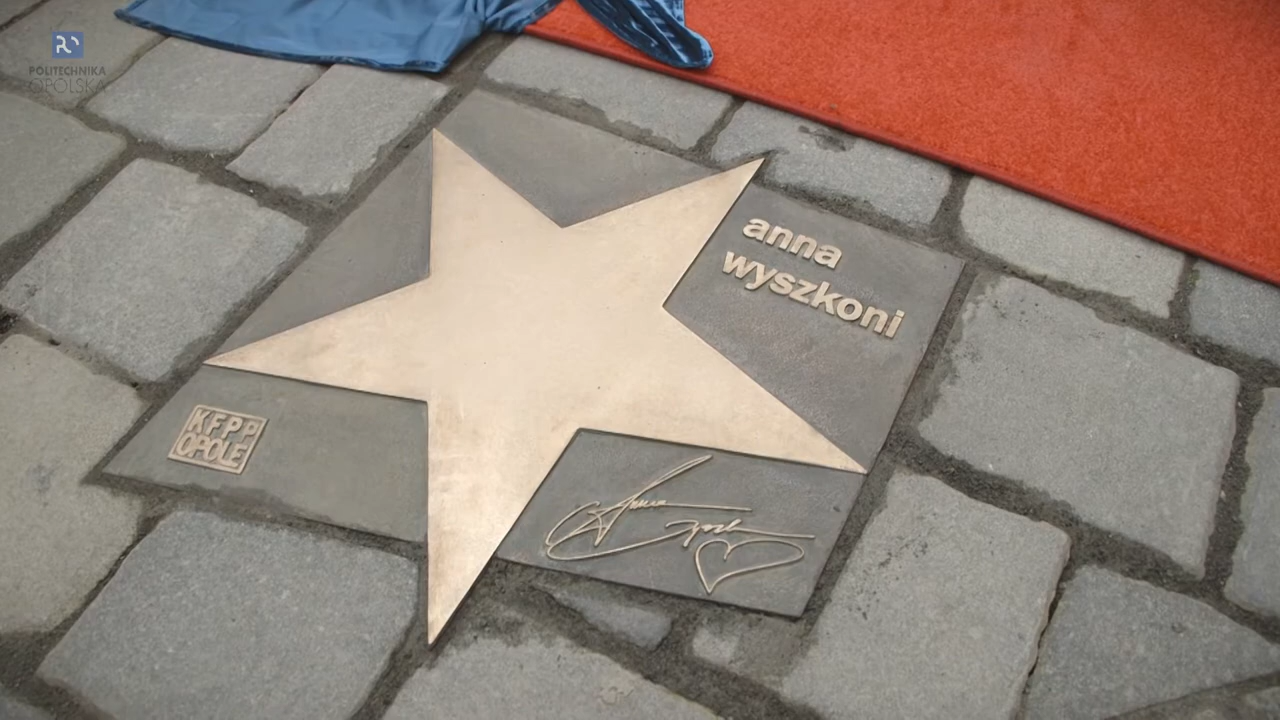 POLITECHNIKA
OPOLSKA
anna
wyszkoni
KFPP
OPOLE